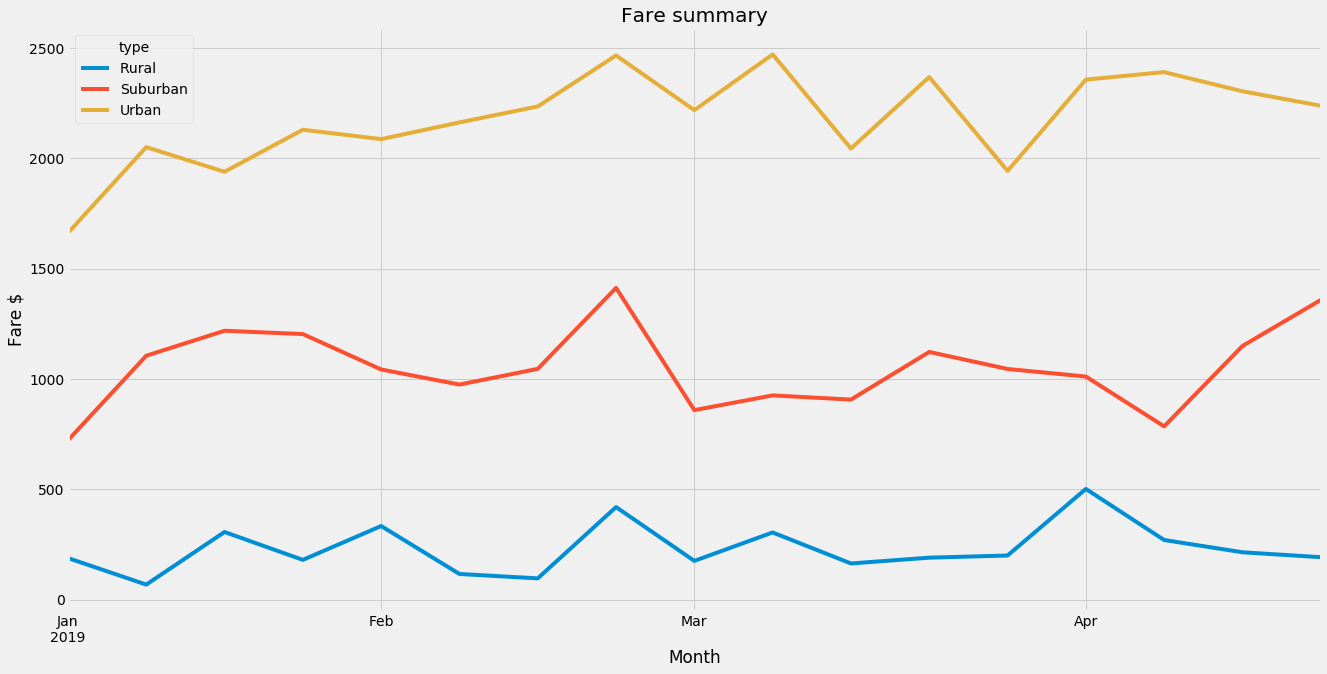 Fare summary
type
Rural
Suburban
Urban
2500
2000
1500
1000
500
0
Fare $
Jan
2019
Feb
Mar
Apr
Month